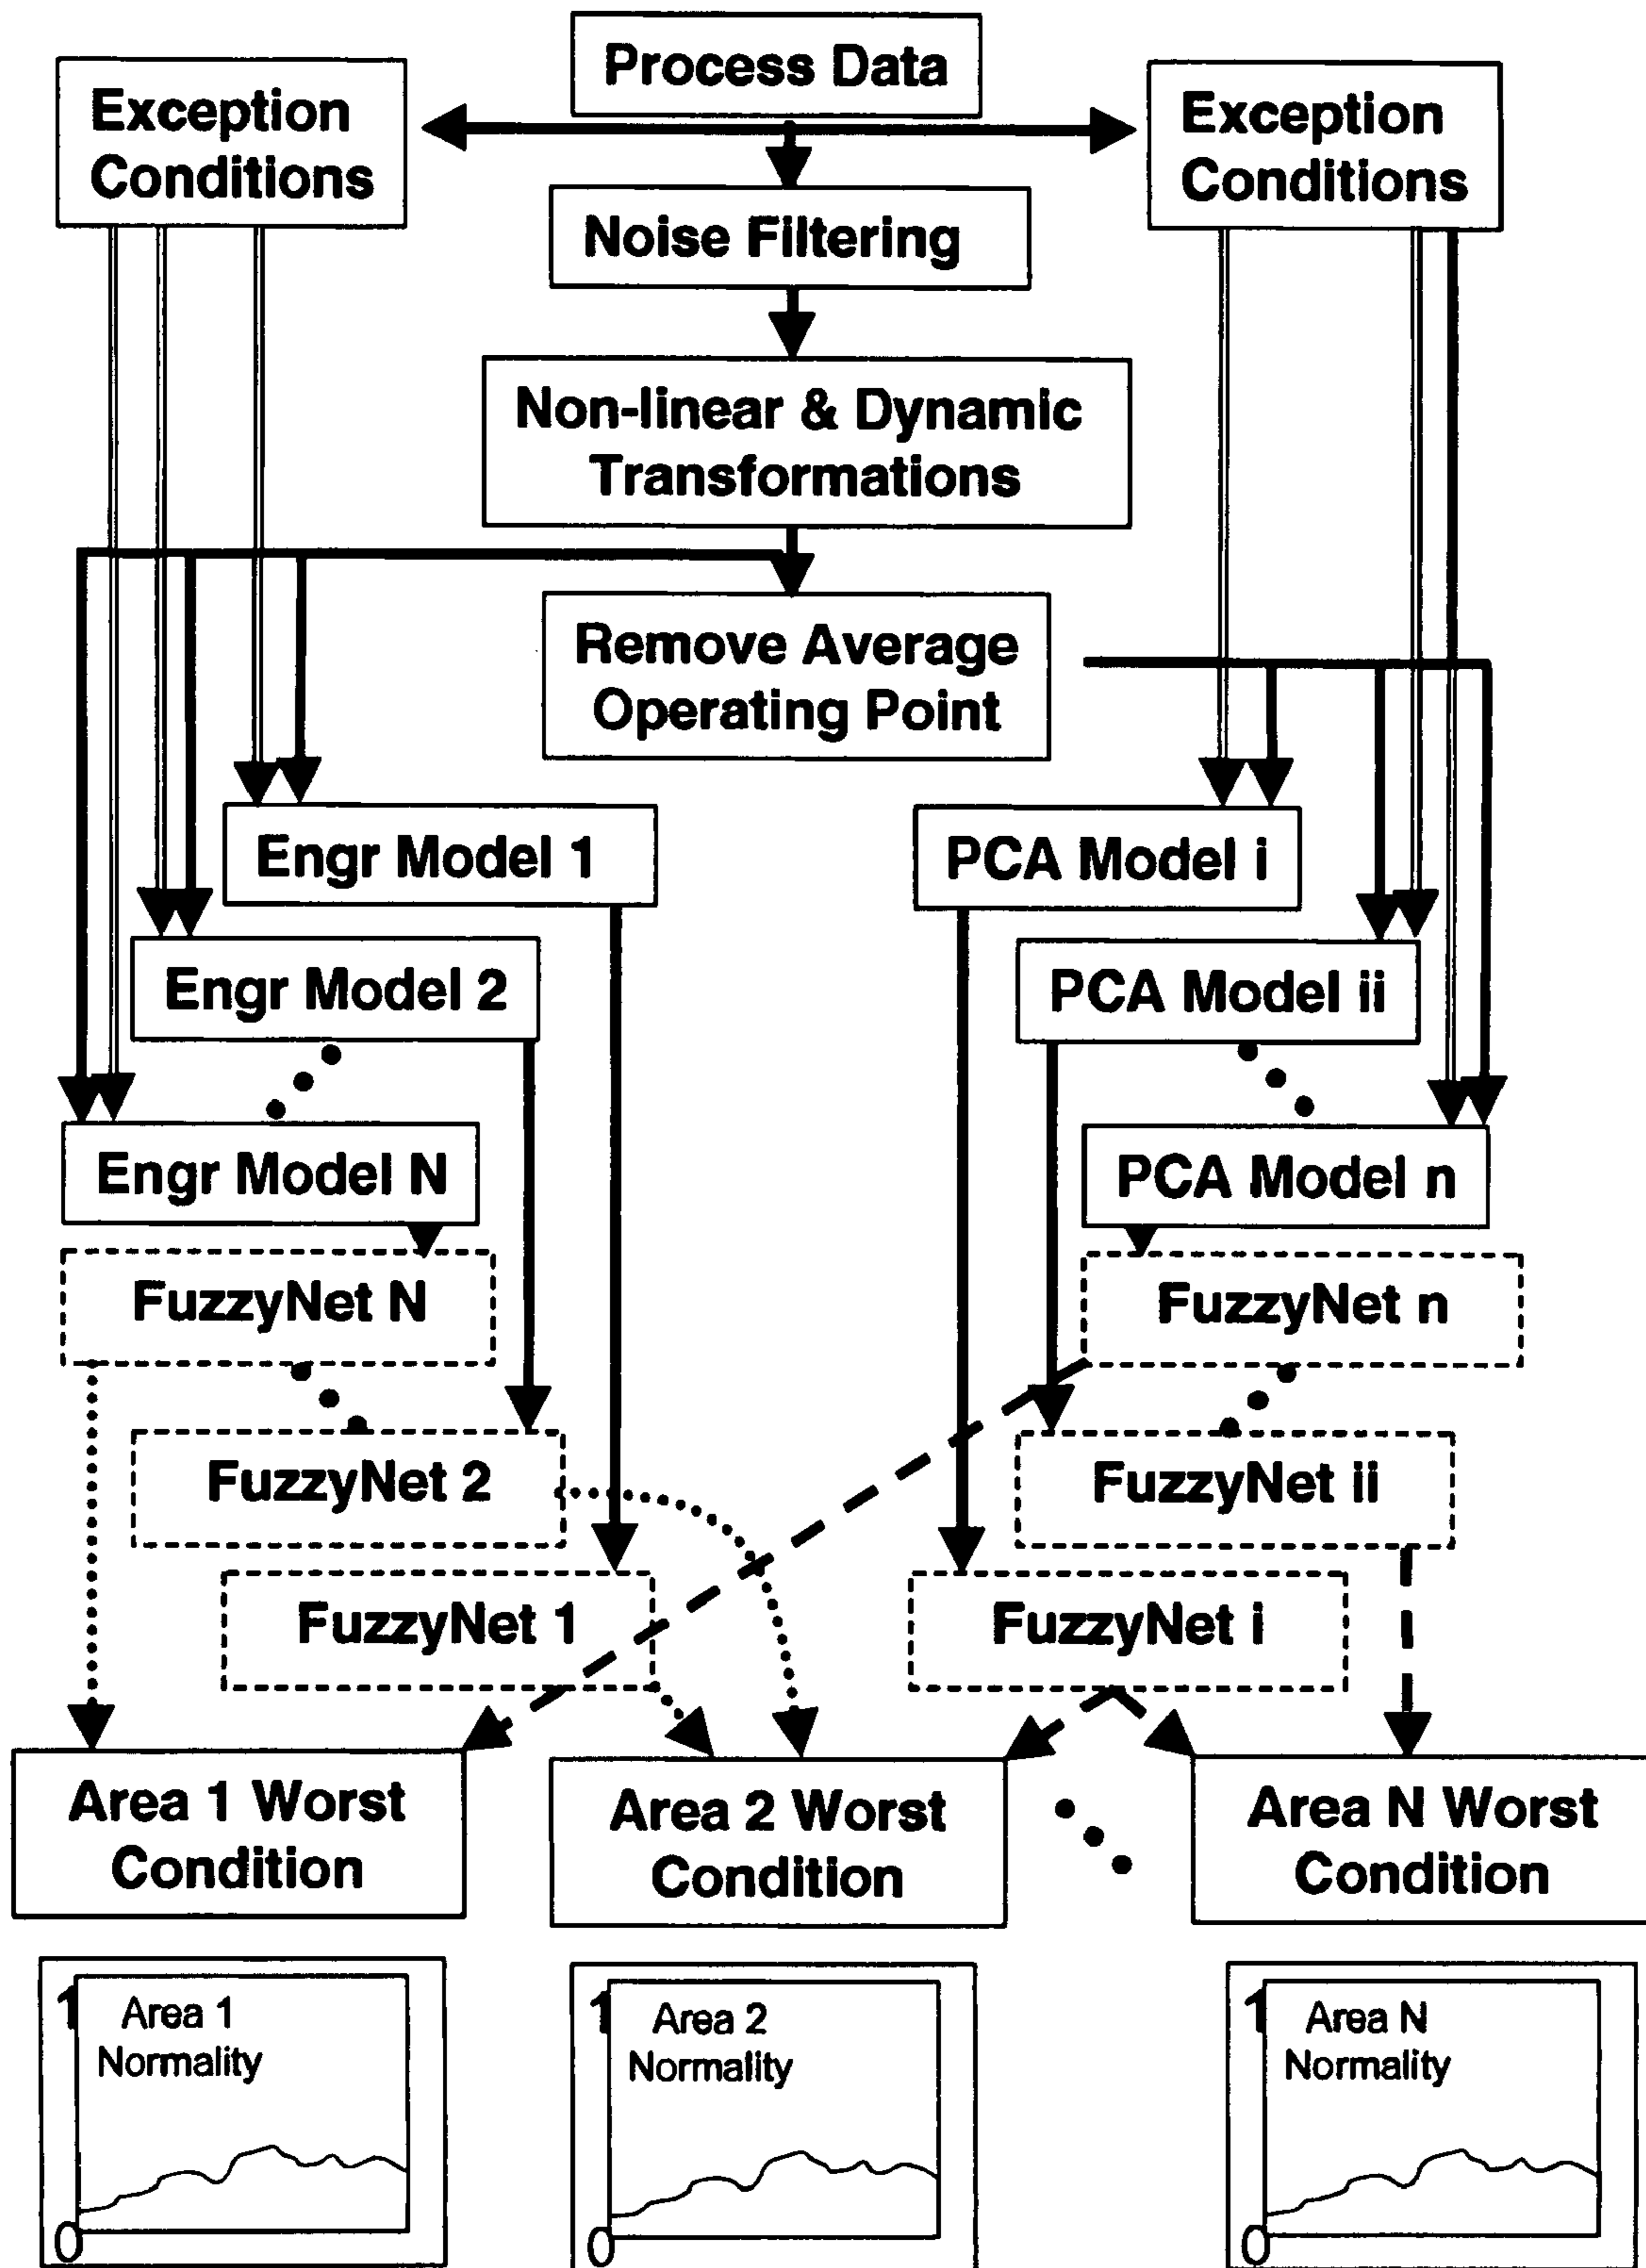 Process Data
Exception
Conditions
Exception
Conditions
Noise Filtering
Non-linear & Dynamic
Transformations
Remove Average
Operating Point
Engr Model 1
PCA Model i
Engr Model 2
PCA Model ii
Engr Model N
PCA Model n
FuzzyNet N
FuzzyNet n
FuzzyNet 2
FuzzyNet ii
FuzzyNet 1
FuzzyNet i
Area 1 Worst
Condition
Area 2 Worst
Condition
Area N Worst
Condition
1
Area 1
Normality
0
1
Area 2
Normality
0
1
Area N
Normality
0